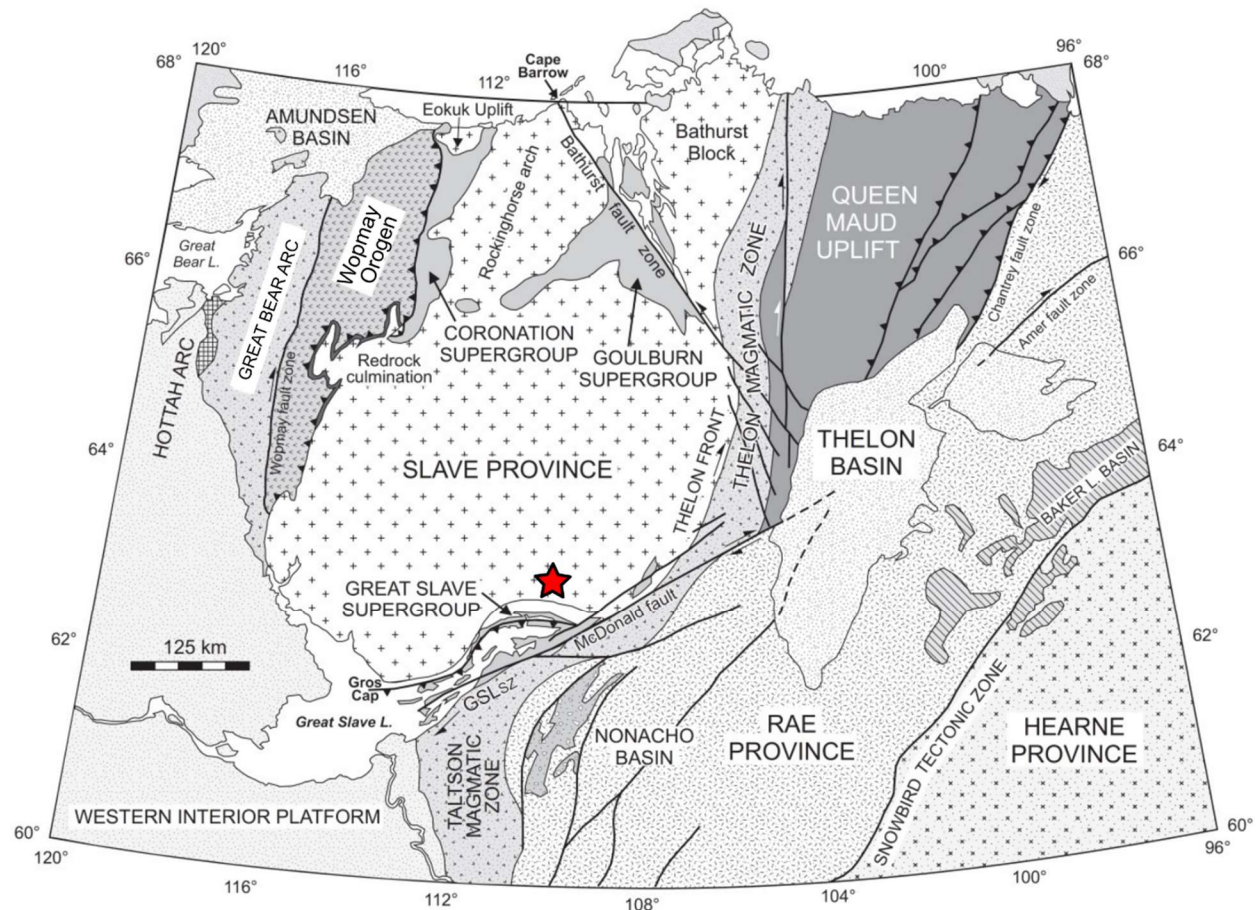 120°
96°
68°
68°
116°
112°
Cape
Barrow
100°
AMUNDSEN
BASIN
Eokuk Uplift
Bathurst
Block
Rockinghorse arch
Bathurst fault zone
QUEEN
MAUD
UPLIFT
Wopmay
Orogen
Great
Bear L.
66°
66°
GREAT BEAR ARC
THELON MAGMATIC ZONE
Chantrey fault zone
Amer fault zone
CORONATION
SUPERGROUP
GOULBURN
SUPERGROUP
Redrock
culmination
HOTTAH ARC
Wopmay fault zone
64°
64°
SLAVE PROVINCE
THELON FRONT
THELON
BASIN
BAKER L. BASIN
GREAT SLAVE
SUPERGROUP
McDonald fault
62°
62°
125 km
Gros
Cap
GSLsz
Great Slave L.
NONACHO
BASIN
RAE
PROVINCE
HEARNE
PROVINCE
TALTSON
MAGMATIC
ZONE
SNOWBIRD TECTONIC ZONE
WESTERN INTERIOR PLATFORM
60°
60°
120°
96°
116°
112°
108°
104°
100°